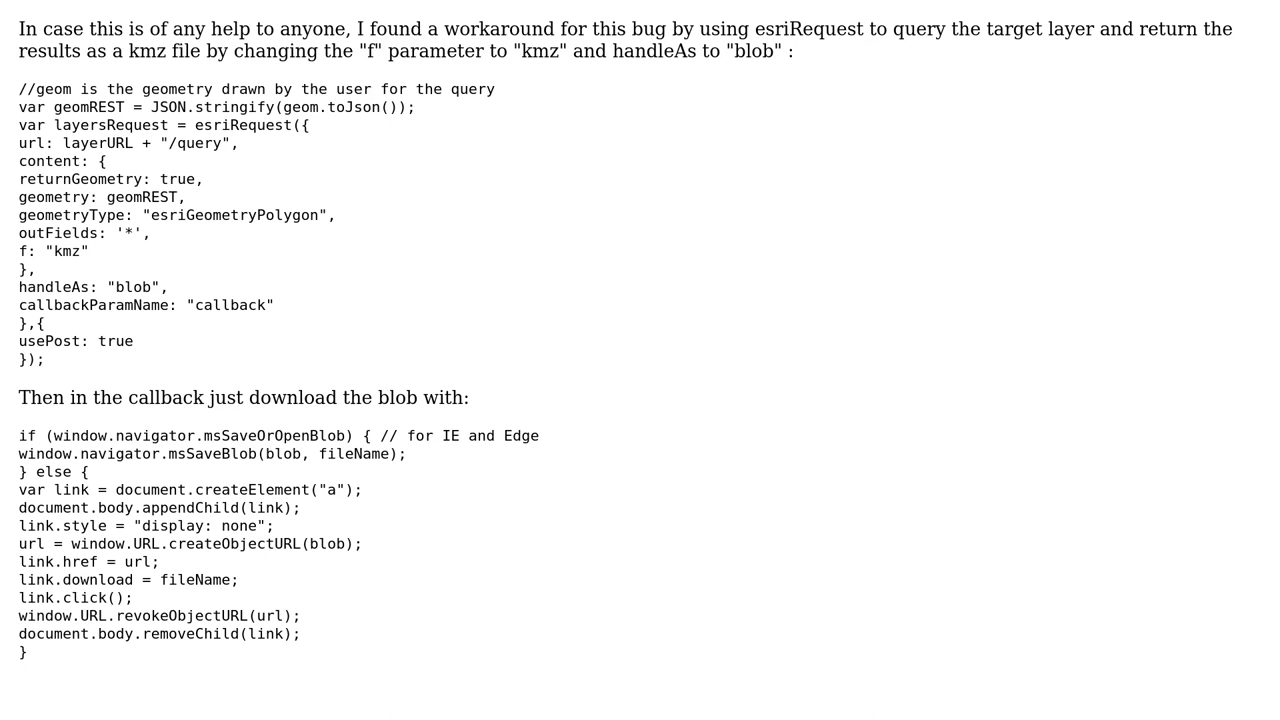 In case this is of any help to anyone, I found a workaround for this bug by using esriRequest to query the target layer and return the
results as a kmz file by changing the "f" parameter to "kmz" and handleAs to "blob" :
//geom is the geometry drawn by the user for the query
var geomREST = JSON.stringify(geom.toJson());
var layersRequest = esriRequest({
url: layerURL + "/query",
content: {
returnGeometry: true,
geometry: geomREST,
geometryType: "esriGeometryPolygon",
outFields: '*',
f: "kmz"
},
handleAs: "blob",
callbackParamName: "callback"
},{
usePost: true
});
Then in the callback just download the blob with:
if (window.navigator.msSaveOrOpenBlob) { // for IE and Edge
window.navigator.msSaveBlob(blob, fileName);
} else {
var link = document.createElement("a");
document.body.appendChild(link);
link.style = "display: none";
url = window.URL.createObjectURL(blob);
link.href = url;
link.download = fileName;
link.click();
window.URL.revokeObjectURL(url);
document.body.removeChild(link);
}